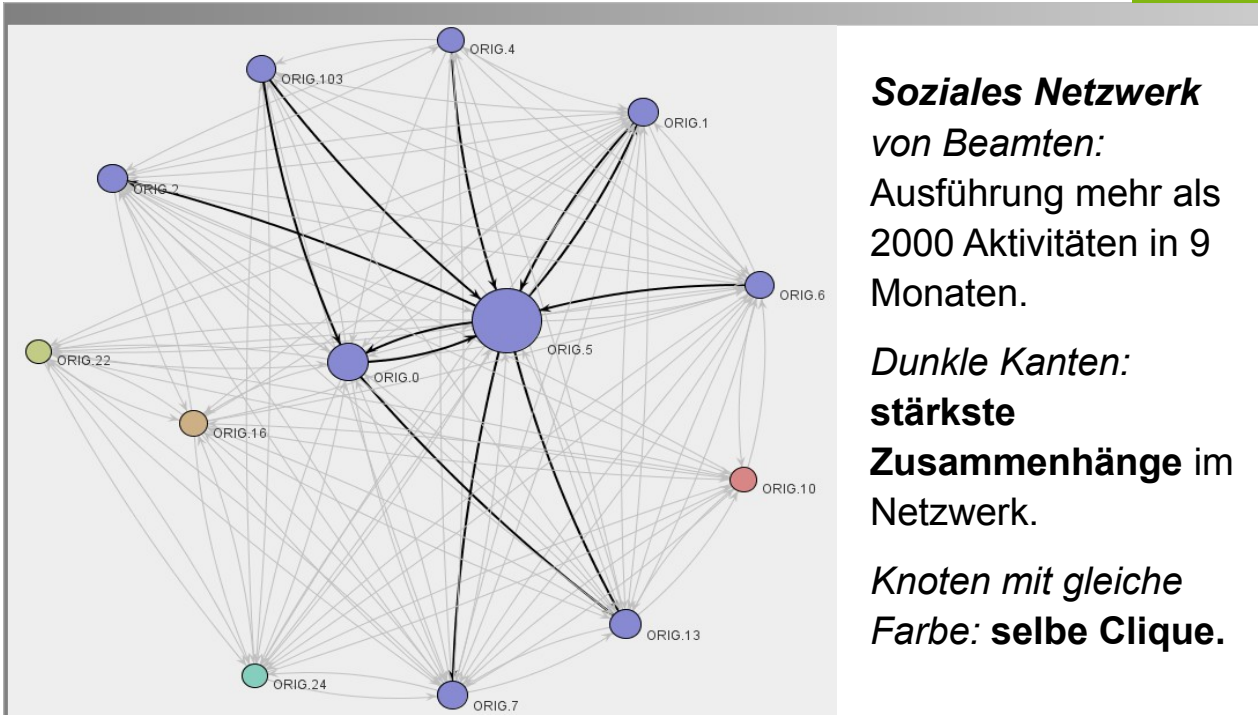 ORIG.4
ORIG.103
ORIG.1
ORIG.2
ORIG.6
ORIG.5
ORIG.22
ORIG.0
ORIG.16
ORIG.10
ORIG.13
ORIG.24
ORIG.7
Soziales Netzwerk
von Beamten:
Ausführung mehr als
2000 Aktivitäten in 9
Monaten.
Dunkle Kanten:
stärkste
Zusammenhänge im
Netzwerk.
Knoten mit gleiche
Farbe: selbe Clique.